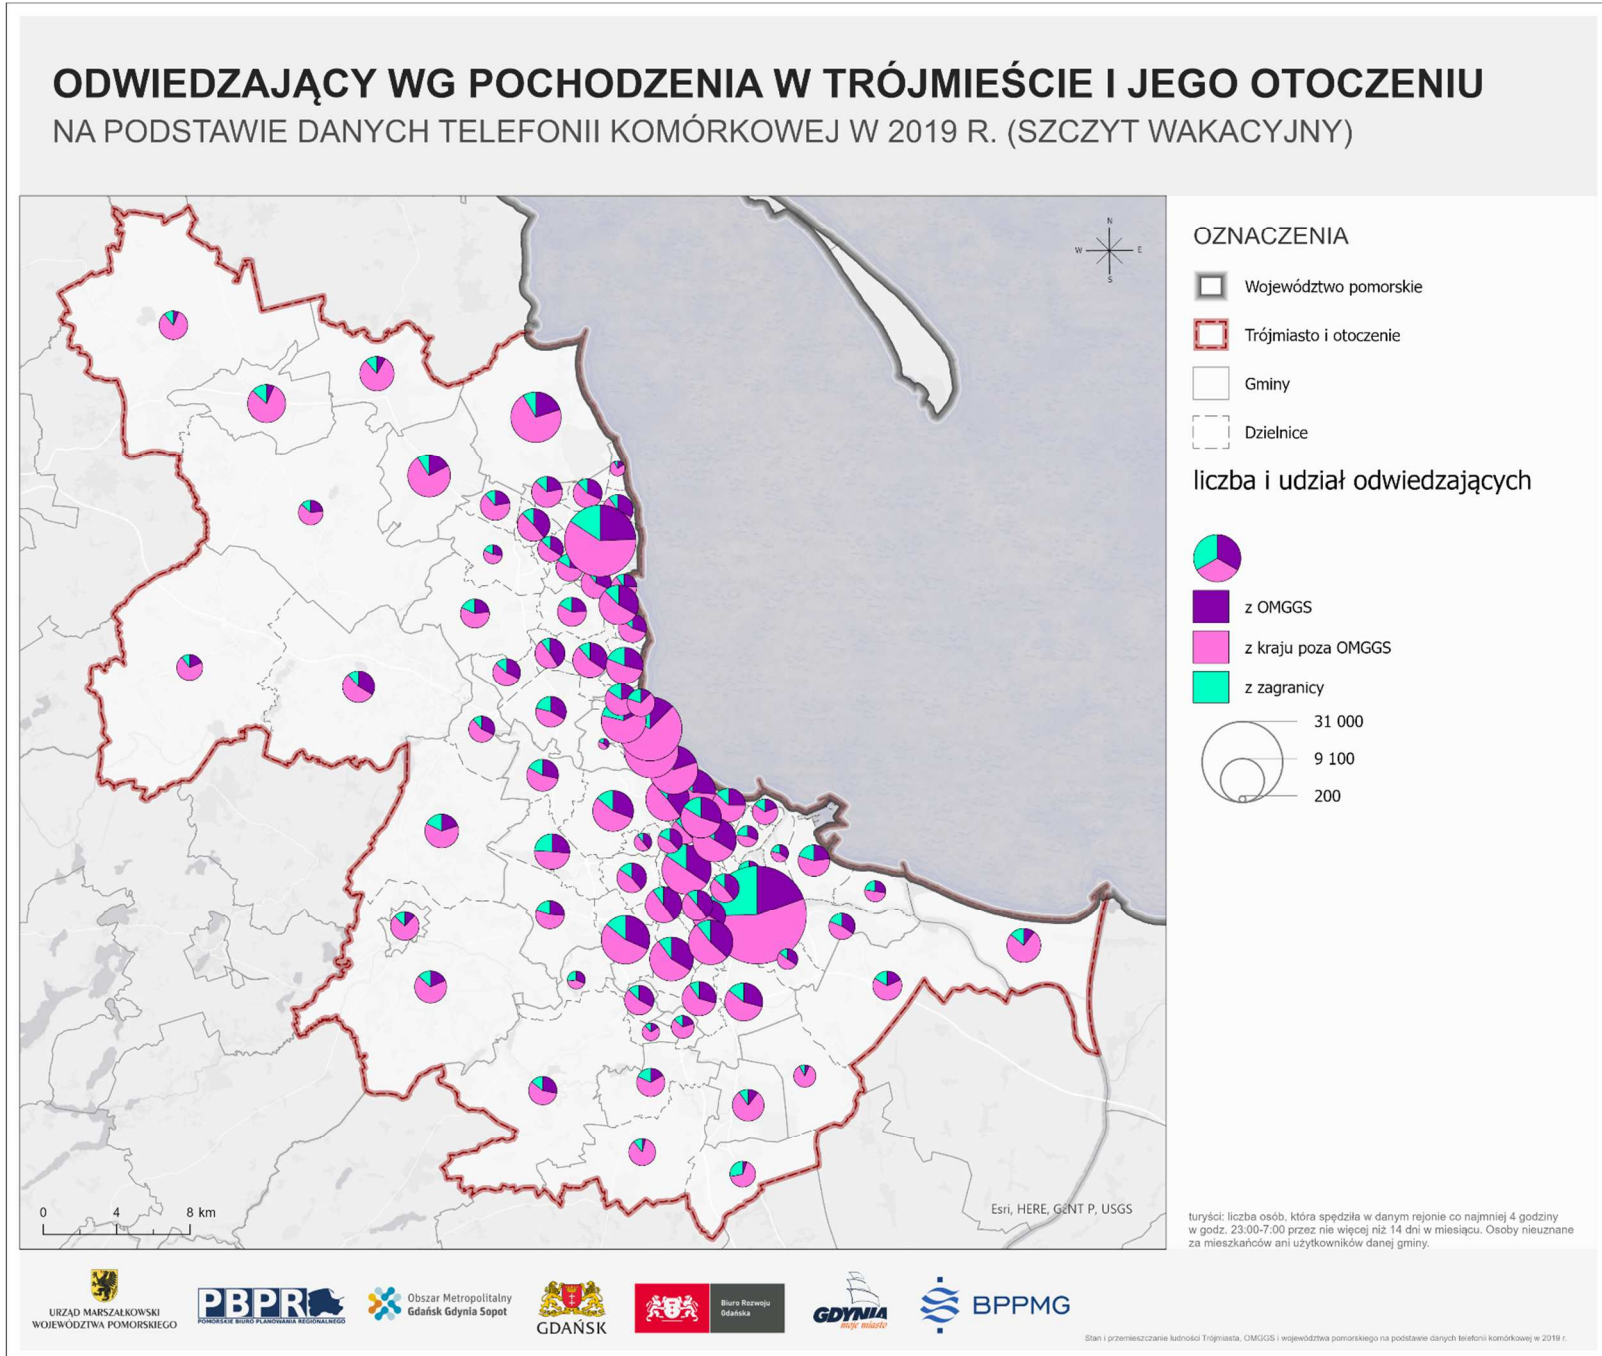 ODWIEDZAJĄCY WG POCHODZENIA W TRÓJMIEŚCIE I JEGO OTOCZENIU
NA PODSTAWIE DANYCH TELEFONII KOMÓRKOWEJ W 2019 R. (SZCZYT WAKACYJNY)
N
W E
S
OZNACZENIA
Województwo pomorskie
Trójmiasto i otoczenie
Gminy
Dzielnice
liczba i udział odwiedzających
z OMGGS
z kraju poza OMGGS
z zagranicy
31 000
9 100
200
0 4 8 km
Esri, HERE, P, USGS
turyści: liczba osób, która spędziła w danym rejonie co najmniej 4 godziny
w godz. 23:00-7:00 przez nie więcej niż 14 dni w miesiącu. Osoby nieuznane
za mieszkańców ani użytkowników danej gminy.
URZĄD MARSZAŁKOWSKI
WOJEWÓDZTWA POMORSKIEGO
PBPR
POMORSKIE BIURO PLANOWANIA REGIONALNEGO
Obszar Metropolitalny
Gdańsk Gdynia Sopot
GDAŃSK
Biuro Rozwoju
Gdańska
GDYNIA
moje miasto
BPPMG
Stan i przemieszczanie ludności Trójmiasta, OMGGS i województwa pomorskiego na podstawie danych telefonii komórkowej w 2019 r.